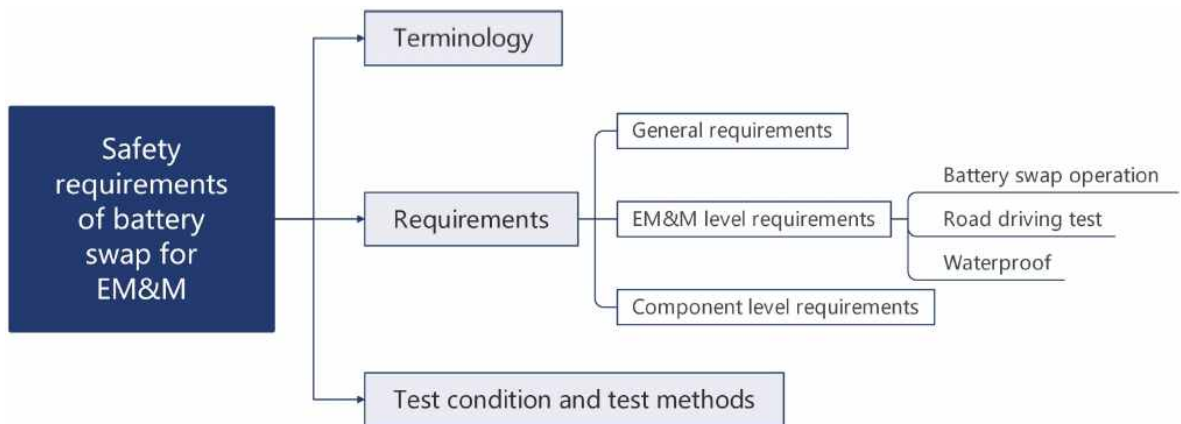 Safety
requirements
of battery
swap for
EM&M
Terminology
Requirements
General requirements
EM&M level requirements
Battery swap operation
Road driving test
Waterproof
Component level requirements
Test condition and test methods